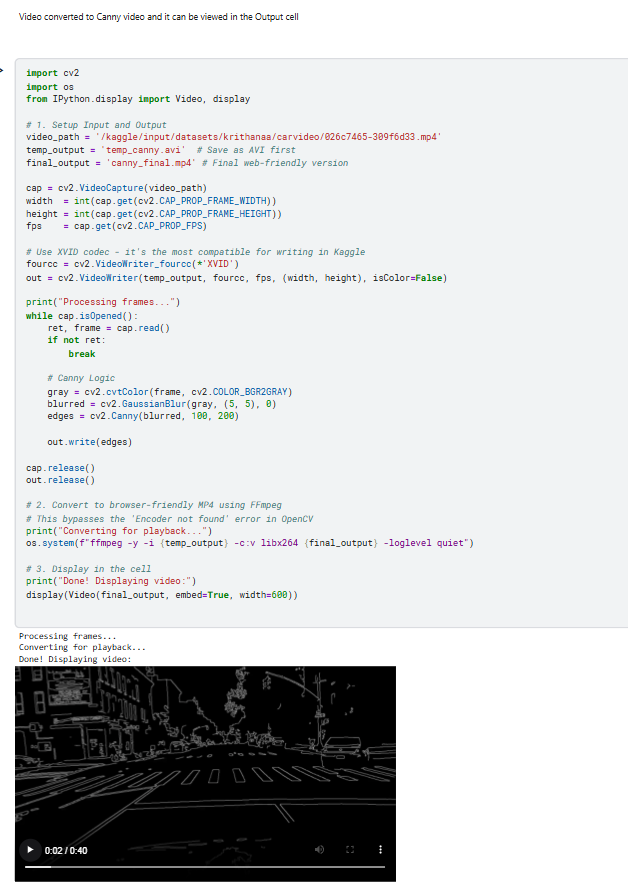 Video converted to Canny video and it can be viewed in the Output cell
import cv2
import os
from IPython.display import Video, display
# 1. Setup Input and Output
video_path = '/kaggle/input/datasets/krithanaa/carvideo/026c7465-309f6d33.mp4'
temp_output = 'temp_canny.avi'  # Save as AVI first
final_output = 'canny_final.mp4' # Final web-friendly version
cap = cv2.VideoCapture(video_path)
width  = int(cap.get(cv2.CAP_PROP_FRAME_WIDTH))
height = int(cap.get(cv2.CAP_PROP_FRAME_HEIGHT))
fps    = cap.get(cv2.CAP_PROP_FPS)
# Use XVID codec - it's the most compatible for writing in Kaggle
fourcc = cv2.VideoWriter_fourcc(*'XVID')
out = cv2.VideoWriter(temp_output, fourcc, fps, (width, height), isColor=False)
print("Processing frames...")
while cap.isOpened():
    ret, frame = cap.read()
    if not ret:
        break
    # Canny Logic
    gray = cv2.cvtColor(frame, cv2.COLOR_BGR2GRAY)
    blurred = cv2.GaussianBlur(gray, (5, 5), 0)
    edges = cv2.Canny(blurred, 100, 200)
    out.write(edges)
cap.release()
out.release()
# 2. Convert to browser-friendly MP4 using FFmpeg
# This bypasses the 'Encoder not found' error in OpenCV
print("Converting for playback...")
os.system(f"ffmpeg -y -i {temp_output} -c:v libx264 {final_output} -loglevel quiet")
# 3. Display in the cell
print("Done! Displaying video:")
display(Video(final_output, embed=True, width=600))
Processing frames...
Converting for playback...
Done! Displaying video:
0:02 / 0:40